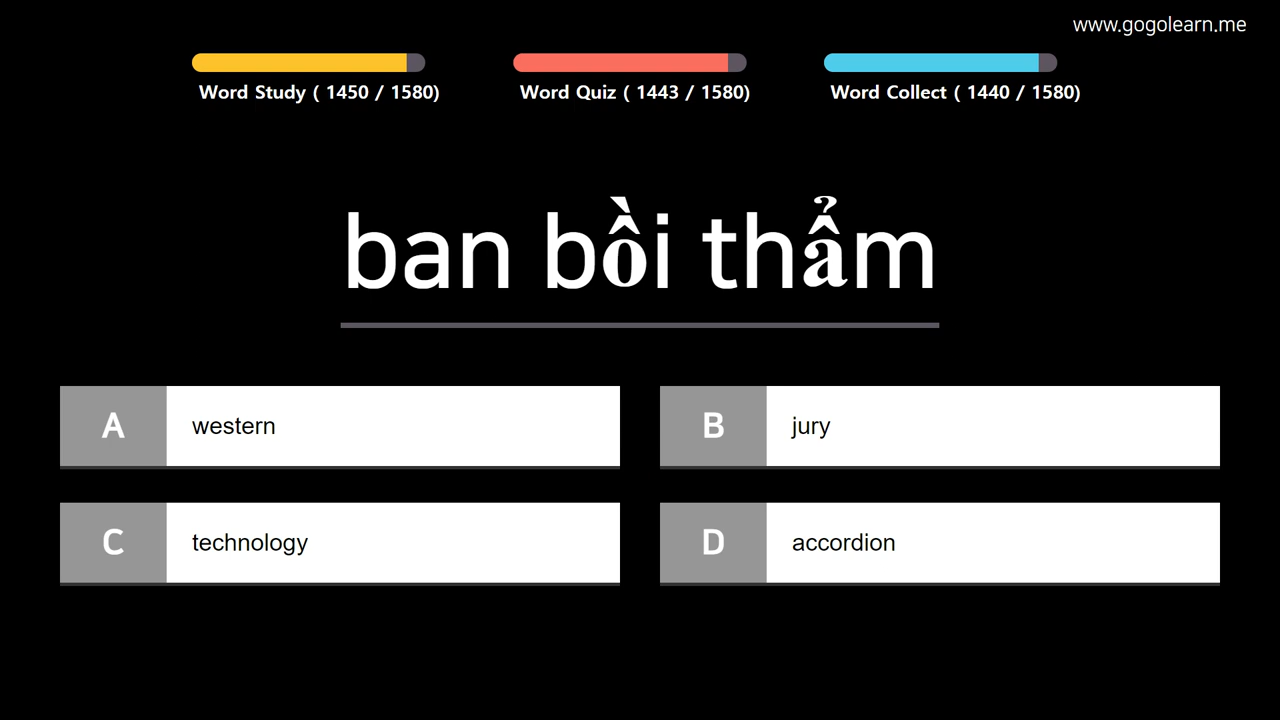 www.gogolearn.me
Word Study ( 1450 / 1580)
Word Quiz ( 1443 / 1580)
Word Collect ( 1440 / 1580)
ban bồi thẩm
A western
B jury
C technology
D accordion